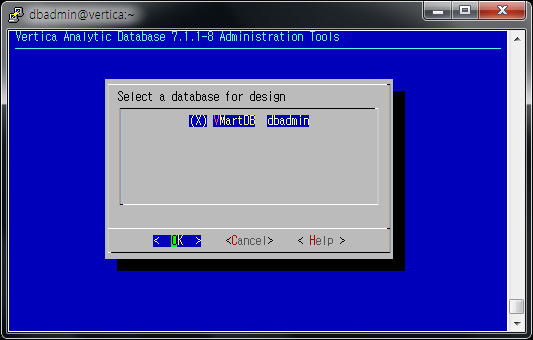 dbadmin@vertica:~
Vertica Analytic Database 7.1.1-8 Administration Tools
Select a database for design
(X) VMartDB dbadmin
< OK > <Cancel> < Help >